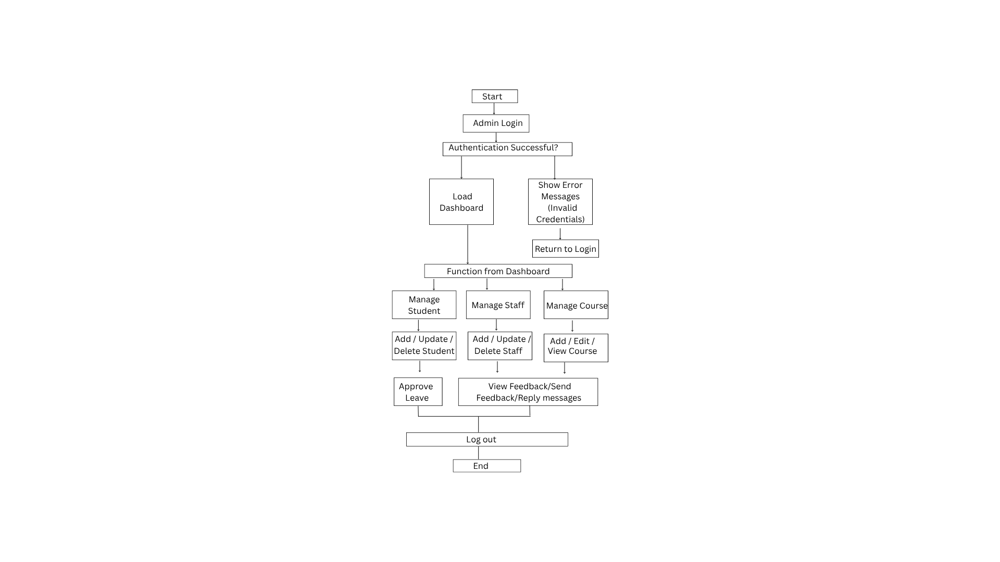 Start
Admin Login
Authentication Successful?
Load
Dashboard
Show Error
Messages
(Invalid
Credentials)
Return to Login
Function from Dashboard
Manage
Student
Manage Staff
Manage Course
Add / Update /
Delete Student
Add / Update /
Delete Staff
Add / Edit /
View Course
Approve
Leave
View Feedback/Send
Feedback/Reply messages
Log out
End